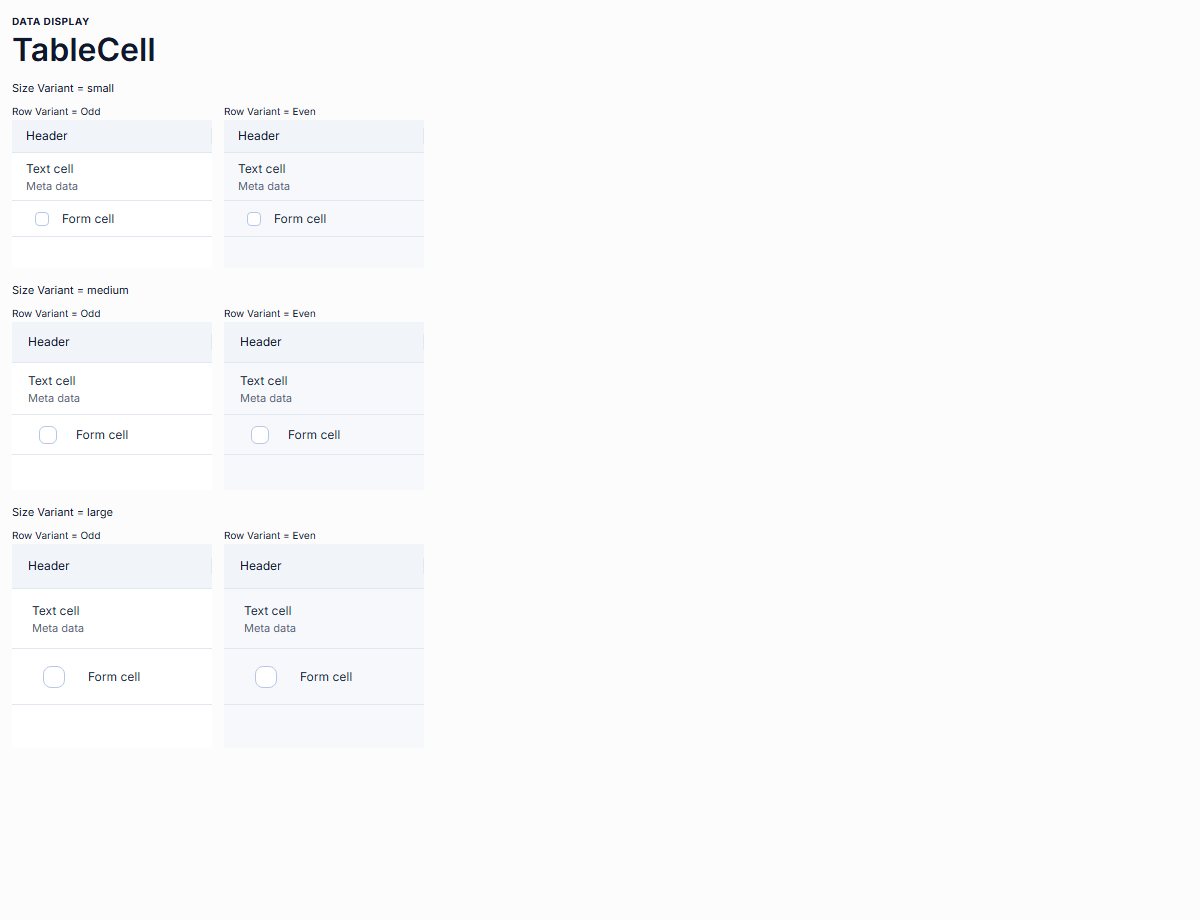 DATA DISPLAY
TableCell
Size Variant = small
Row Variant = Odd
Row Variant = Even
Header
Header
Text cell
Text cell
Meta data
Meta data
Form cell
Form cell
Size Variant = medium
Row Variant = Odd
Row Variant = Even
Header
Header
Text cell
Text cell
Meta data
Meta data
Form cell
Form cell
Size Variant = large
Row Variant = Odd
Row Variant = Even
Header
Header
Text cell
Text cell
Meta data
Meta data
Form cell
Form cell